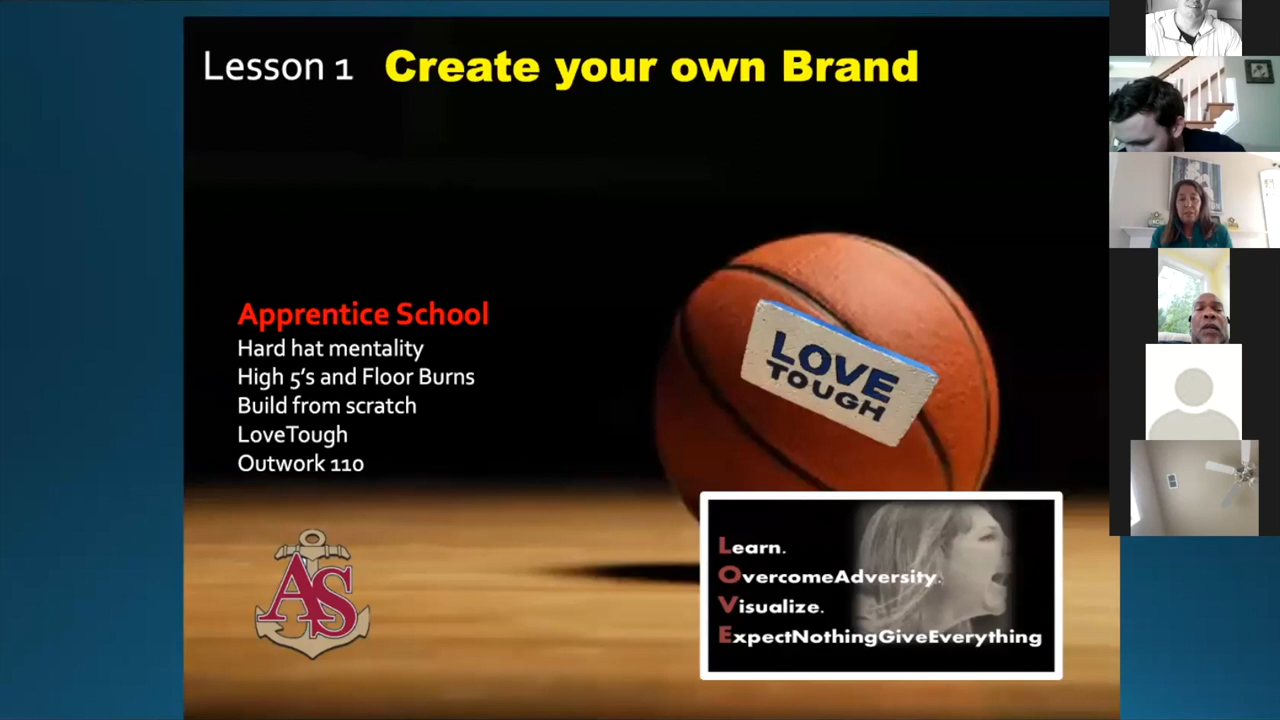 Lesson 1 Create your own Brand
Apprentice School
Hard hat mentality
High 5's and Floor Burns
Build from scratch
LoveTough
Outwork 110
LOVE
TOUGH
AS
Learn.
OvercomeAdversity.
Visualize.
ExpectNothingGiveEverything